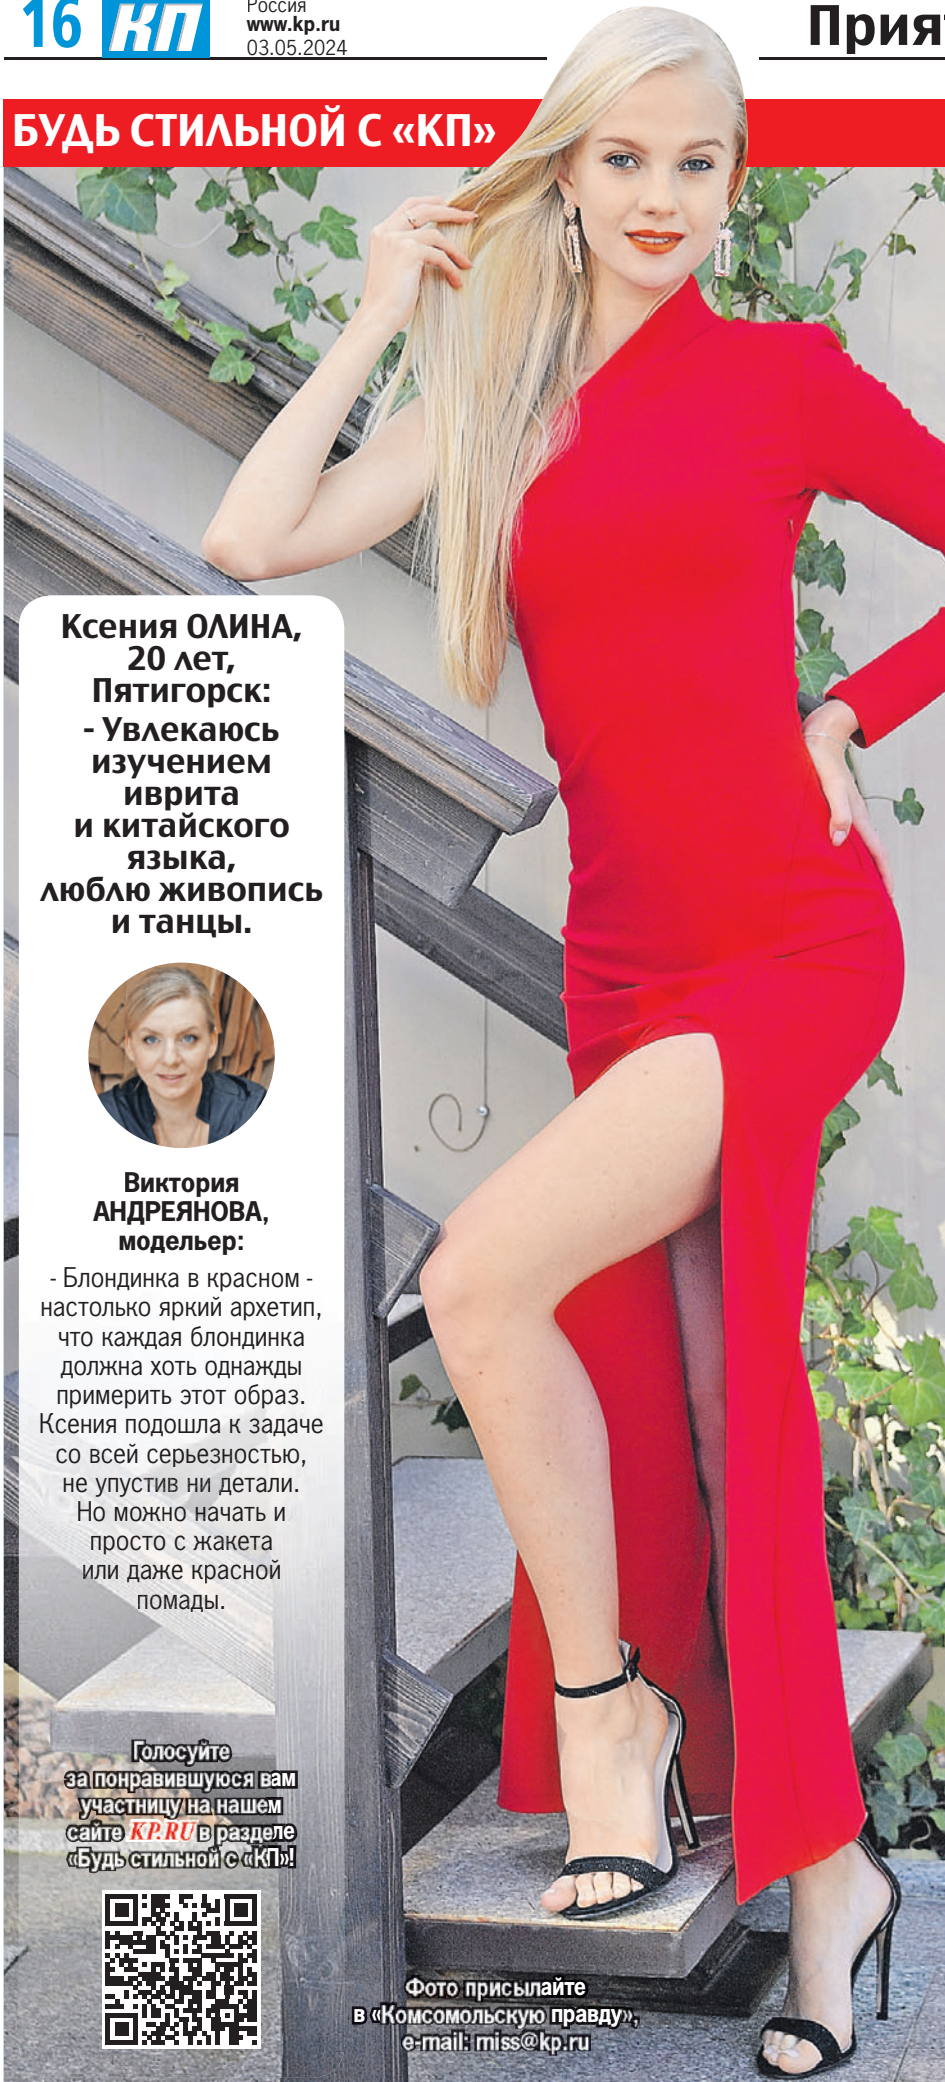 16 КП
Россия
www.kp.ru
03.05.2024
Прия
БУДЬ СТИЛЬНОЙ С «КП»
Ксения ОЛИНА,
20 лет,
Пятигорск:
- Увлекаюсь
изучением
иврита
и китайского
языка,
люблю живопись
и танцы.
Виктория
АНДРЕЯНОВА,
модельер:
- Блондинка в красном -
настолько яркий архетип,
что каждая блондинка
должна хоть однажды
примерить этот образ.
Ксения подошла к задаче
со всей серьезностью,
не упустив ни детали.
Но можно начать и
просто с жакета
или даже красной
помады.
Голосуйте
за понравившуюся вам
участницу на нашем
сайте KP.RU в разделе
«Будь стильной с «КП»!
Фото присылайте
в «Комсомольскую правду»,
e-mail: miss@kp.ru